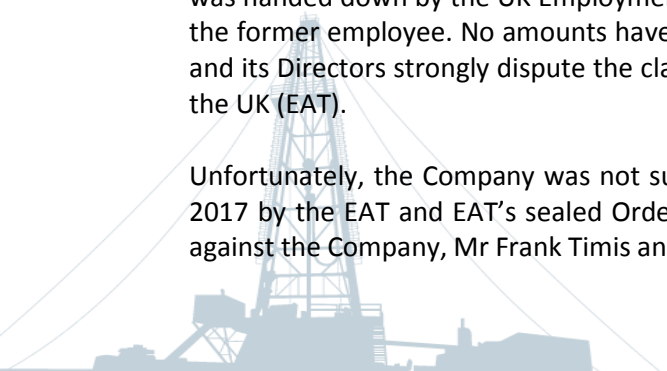 was handed down by the UK Employmen
the former employee. No amounts have
and its Directors strongly dispute the cla
the UK (EAT).
Unfortunately, the Company was not su
2017 by the EAT and EAT’s sealed Orde
against the Company, Mr Frank Timis an